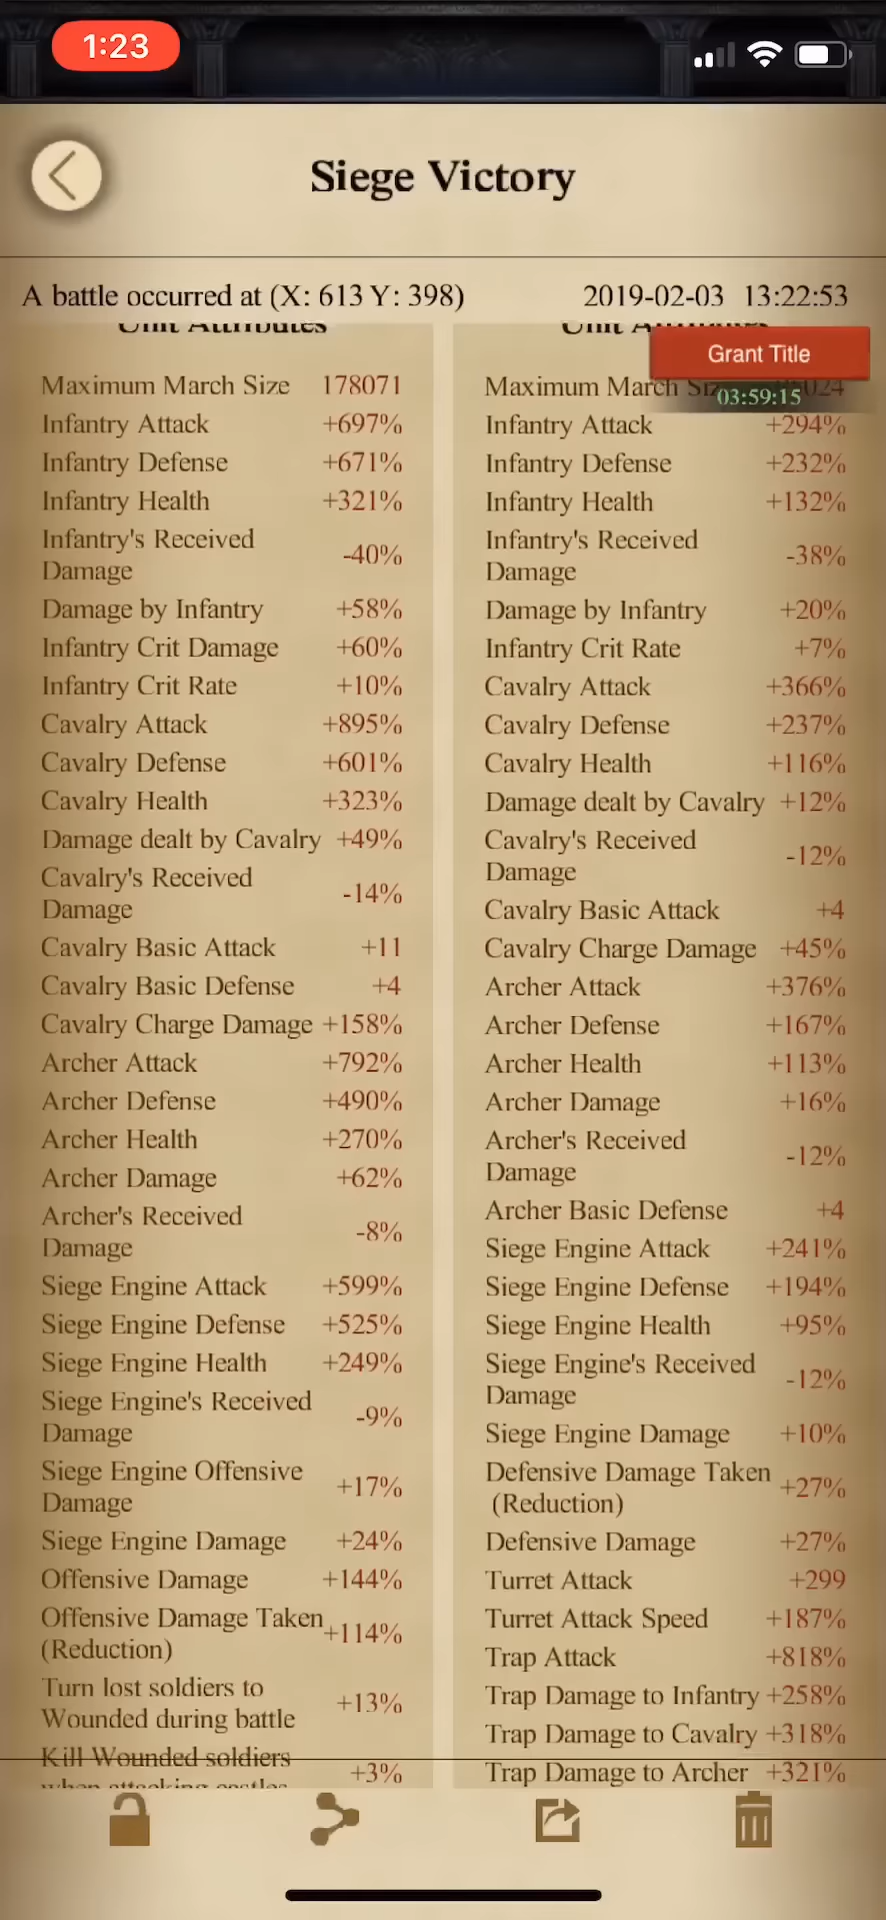 1:23
Siege Victory
A battle occurred at (X: 613 Y: 398) 2019-02-03 13:22:53
Unit Attributes
Maximum March Size 178071
Infantry Attack +697%
Infantry Defense +671%
Infantry Health +321%
Infantry's Received
Damage -40%
Damage by Infantry +58%
Infantry Crit Damage +60%
Infantry Crit Rate +10%
Cavalry Attack +895%
Cavalry Defense +601%
Cavalry Health +323%
Damage dealt by Cavalry +49%
Cavalry's Received
Damage -14%
Cavalry Basic Attack +11
Cavalry Basic Defense +4
Cavalry Charge Damage +158%
Archer Attack +792%
Archer Defense +490%
Archer Health +270%
Archer Damage +62%
Archer's Received
Damage -8%
Siege Engine Attack +599%
Siege Engine Defense +525%
Siege Engine Health +249%
Siege Engine's Received
Damage -9%
Siege Engine Offensive
Damage +17%
Siege Engine Damage +24%
Offensive Damage +144%
Offensive Damage Taken
(Reduction) +114%
Turn lost soldiers to
Wounded during battle +13%
Kill Wounded soldiers
when attacking castles +3%
Unit Attributes
Grant Title
03:59:15
Maximum March
Infantry Attack +294%
Infantry Defense +232%
Infantry Health +132%
Infantry's Received
Damage -38%
Damage by Infantry +20%
Infantry Crit Rate +7%
Cavalry Attack +366%
Cavalry Defense +237%
Cavalry Health +116%
Damage dealt by Cavalry +12%
Cavalry's Received
Damage -12%
Cavalry Basic Attack +4
Cavalry Charge Damage +45%
Archer Attack +376%
Archer Defense +167%
Archer Health +113%
Archer Damage +16%
Archer's Received
Damage -12%
Archer Basic Defense +4
Siege Engine Attack +241%
Siege Engine Defense +194%
Siege Engine Health +95%
Siege Engine's Received
Damage -12%
Siege Engine Damage +10%
Defensive Damage Taken
(Reduction) +27%
Defensive Damage +27%
Turret Attack +299
Turret Attack Speed +187%
Trap Attack +818%
Trap Damage to Infantry +258%
Trap Damage to Cavalry +318%
Trap Damage to Archer +321%